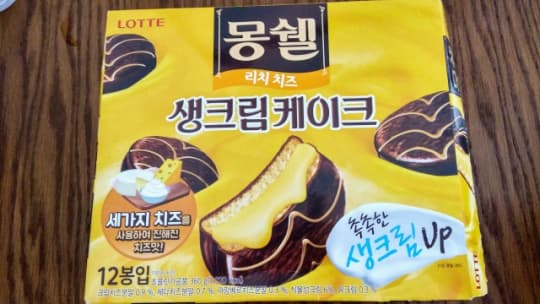 LOTTE
몽쉘
리치 치즈
생크림케이크
세가지 치즈를
사용하여 진해진
치즈맛!
촉촉한
생크림 UP
12봉입
LOTTE